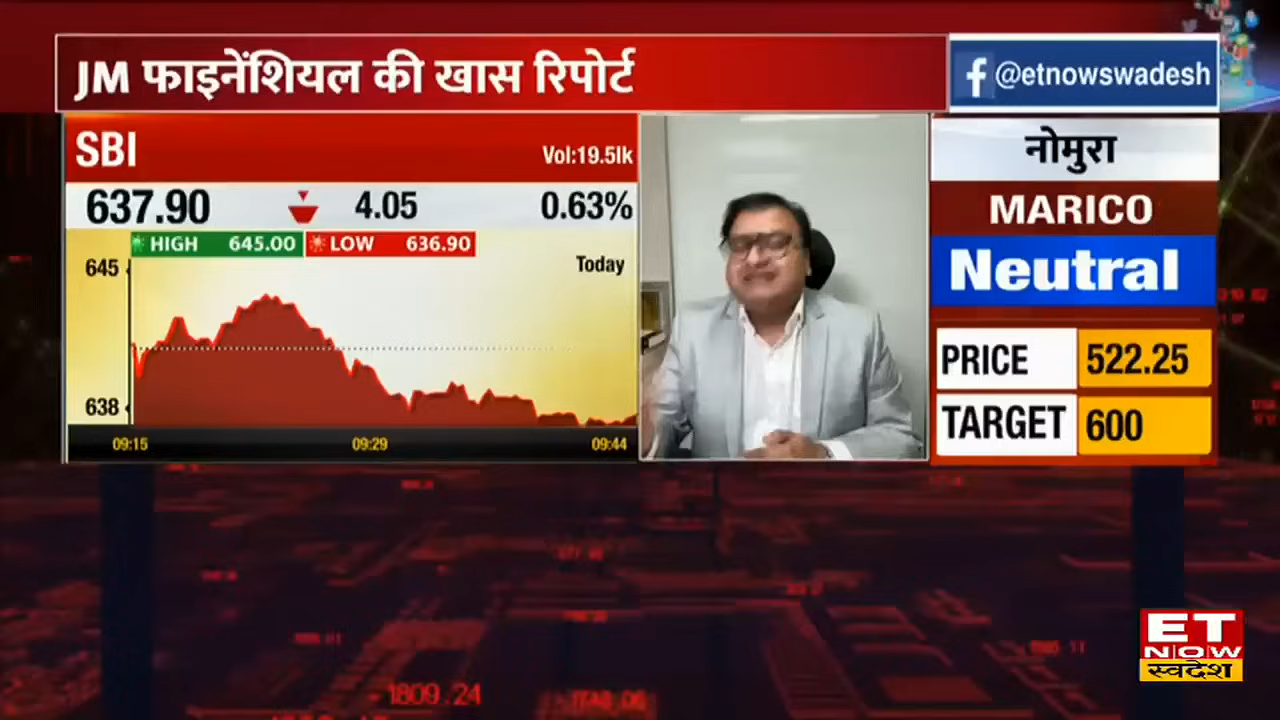 JM फाइनेंशियल की खास रिपोर्ट
@etnowswadesh
SBI
Vol:19.5lk
637.90 4.05 0.63%
HIGH 645.00 LOW 636.90
Today
645
638
09:15 09:29 09:44
नोमुरा
MARICO
Neutral
PRICE 522.25
TARGET 600
ET
NOW
स्वदेश
1809.24